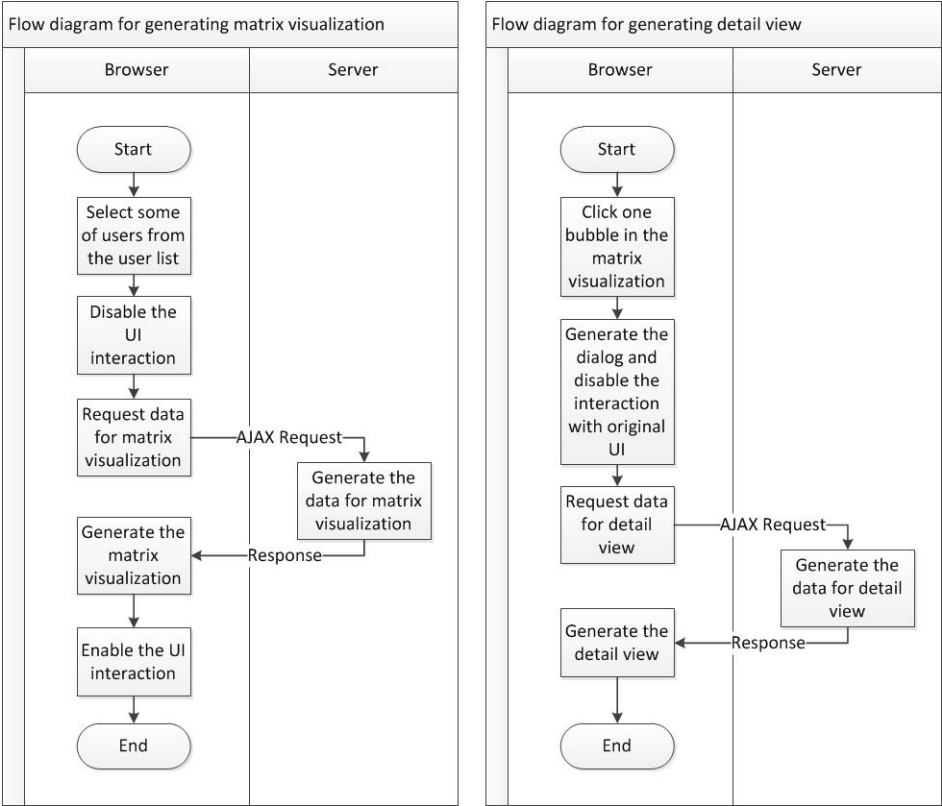 Flow diagram for generating matrix visualization
Browser
Server
Start
Select some
of users from
the user list
Disable the
UI
interaction
Request data
for matrix
visualization
AJAX Request
Generate the
data for matrix
visualization
Response
Generate the
matrix
visualization
Enable the UI
interaction
End
Flow diagram for generating detail view
Browser
Server
Start
Click one
bubble in the
matrix
visualization
Generate the
dialog and
disable the
interaction
with original
UI
Request data
for detail
view
AJAX Request
Generate the
data for detail
view
Response
Generate the
detail view
End